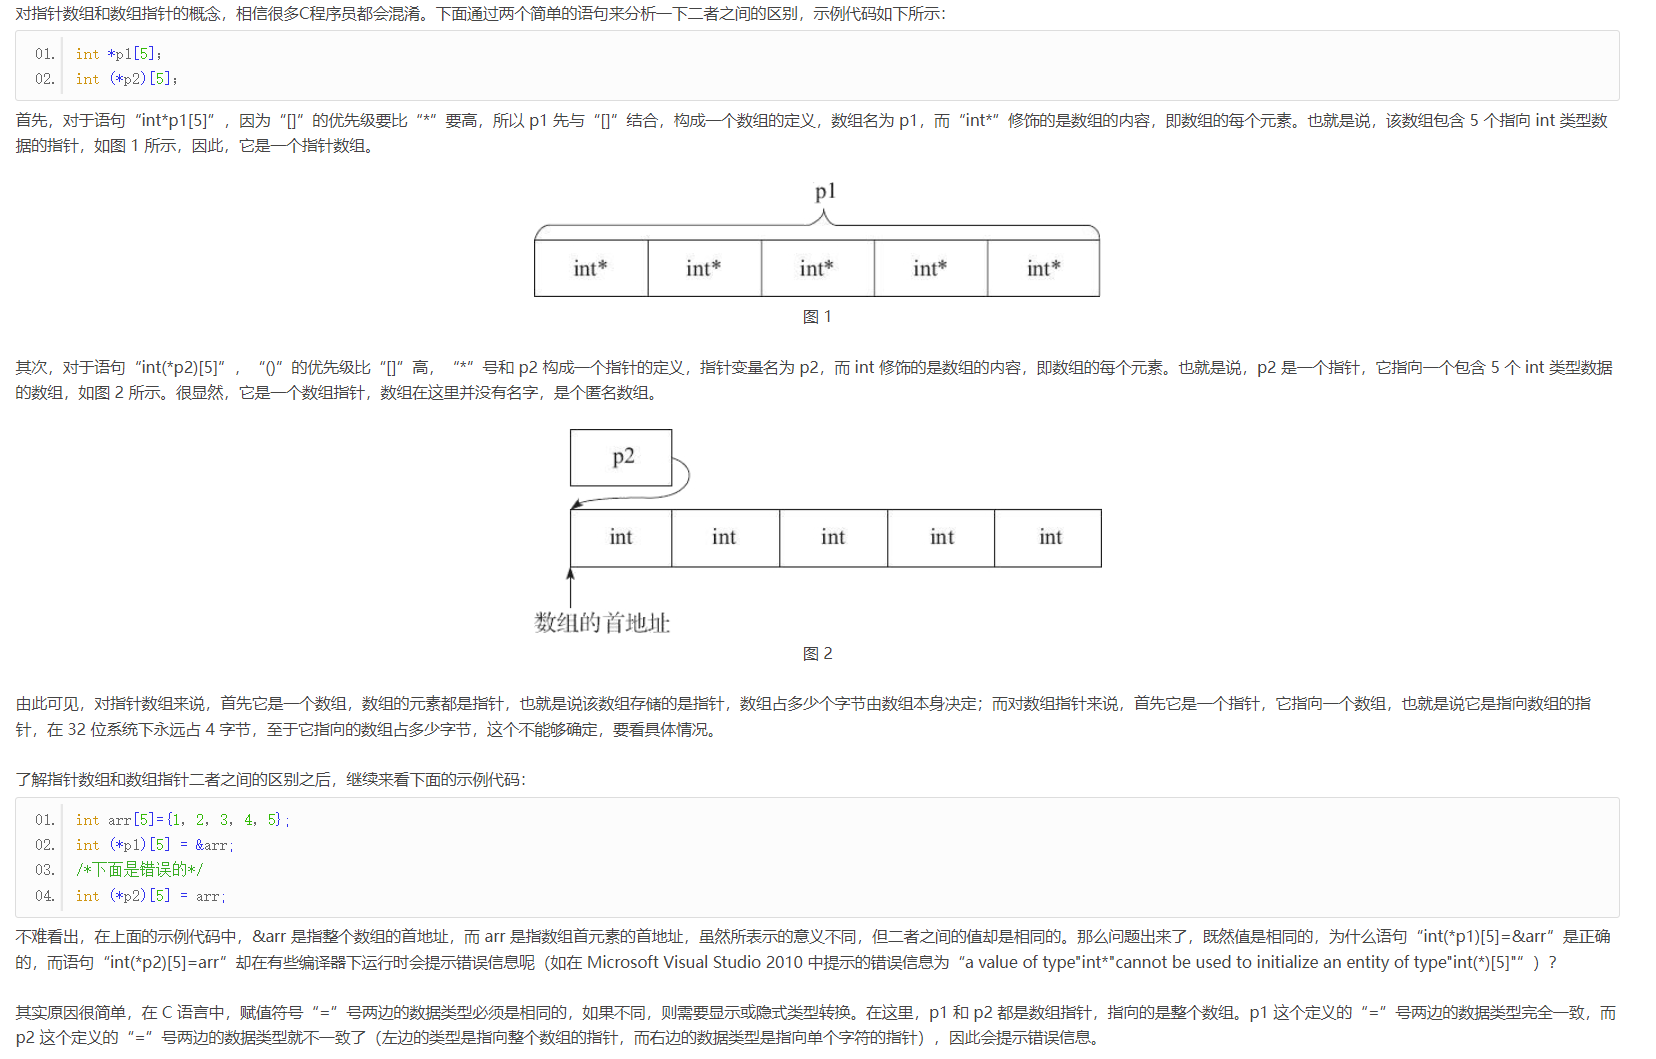 对指针数组和数组指针的概念，相信很多C程序员都会混淆。下面通过两个简单的语句来分析一下二者之间的区别，示例代码如下所示：
01. int *p1[5];
02. int (*p2)[5];
首先，对于语句“int*p1[5]”，因为“[]”的优先级要比“*”要高，所以 p1 先与“[]”结合，构成一个数组的定义，数组名为 p1，而“int*”修饰的是数组的内容，即数组的每个元素。也就是说，该数组包含 5 个指向 int 类型数
据的指针，如图 1 所示，因此，它是一个指针数组。
p1
int* int* int* int* int*
图 1
其次，对于语句“int(*p2)[5]”，“()”的优先级比“[]”高，“*”号和 p2 构成一个指针的定义，指针变量名为 p2，而 int 修饰的是数组的内容，即数组的每个元素。也就是说，p2 是一个指针，它指向一个包含 5 个 int 类型数据
的数组，如图 2 所示。很显然，它是一个数组指针，数组在这里并没有名字，是个匿名数组。
p2
int int int int int
数组的首地址
图 2
由此可见，对指针数组来说，首先它是一个数组，数组的元素都是指针，也就是说该数组存储的是指针，数组占多少个字节由数组本身决定；而对数组指针来说，首先它是一个指针，它指向一个数组，也就是说它是指向数组的指
针，在 32 位系统下永远占 4 字节，至于它指向的数组占多少字节，这个不能够确定，要看具体情况。
了解指针数组和数组指针二者之间的区别之后，继续来看下面的示例代码：
01. int arr[5]={1, 2, 3, 4, 5};
02. int (*p1)[5] = &arr;
03. /*下面是错误的*/
04. int (*p2)[5] = arr;
不难看出，在上面的示例代码中，&arr 是指整个数组的首地址，而 arr 是指数组首元素的首地址，虽然所表示的意义不同，但二者之间的值却是相同的。那么问题出来了，既然值是相同的，为什么语句“int(*p1)[5]=&arr”是正确
的，而语句“int(*p2)[5]=arr”却在有些编译器下运行时会提示错误信息呢（如在 Microsoft Visual Studio 2010 中提示的错误信息为“a value of type"int*"cannot be used to initialize an entity of type"int(*)[5]"”）？
其实原因很简单，在 C 语言中，赋值符号“=”号两边的数据类型必须是相同的，如果不同，则需要显示或隐式类型转换。在这里，p1 和 p2 都是数组指针，指向的是整个数组。p1 这个定义的“=”号两边的数据类型完全一致，而
p2 这个定义的“=”号两边的数据类型就不一致了（左边的类型是指向整个数组的指针，而右边的数据类型是指向单个字符的指针），因此会提示错误信息。